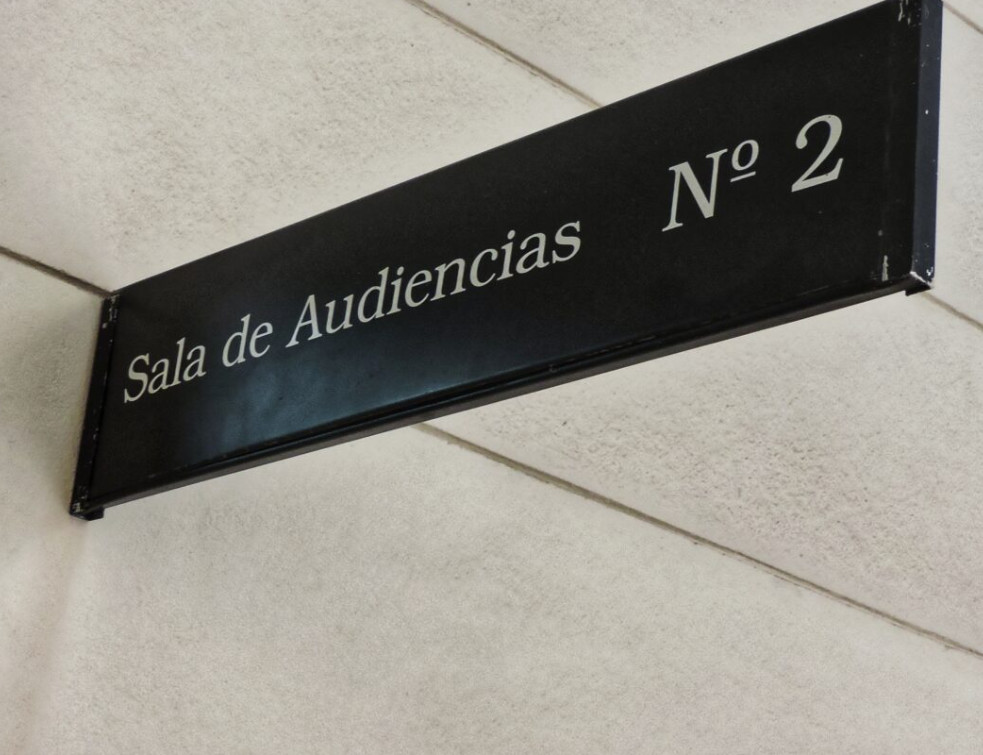 Sala de Audiencias Nº 2